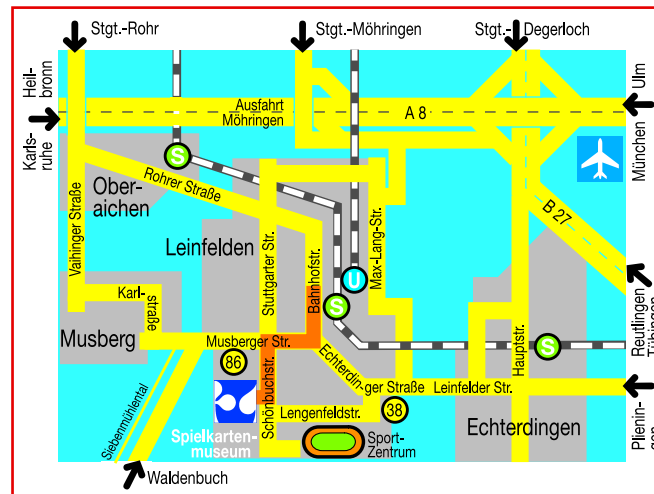 Stgt.-Rohr
Stgt.-Möhringen
Stgt.- Degerloch
Heil-
bronn
Karls-
ruhe
Ausfahrt
Möhringen
A 8
Ulm
München
S
Ober-
aichen
Rohrer Straße
Vaihinger Straße
Leinfelden
Stuttgarter Str.
Bahnhofstr.
Max-Lang-Str.
B 27
U
S
S
Karl-
straße
Musberg
Musberger Str.
86
Echterdin-ger Straße
Leinfelder Str.
Hauptstr.
Reutlingen
Tübingen
Schönbuchstr.
Lengenfeldstr.
38
Siebenmühlental
Spielkarten-
museum
Sport-
Zentrum
Echterdingen
Plienin-
gen
Waldenbuch